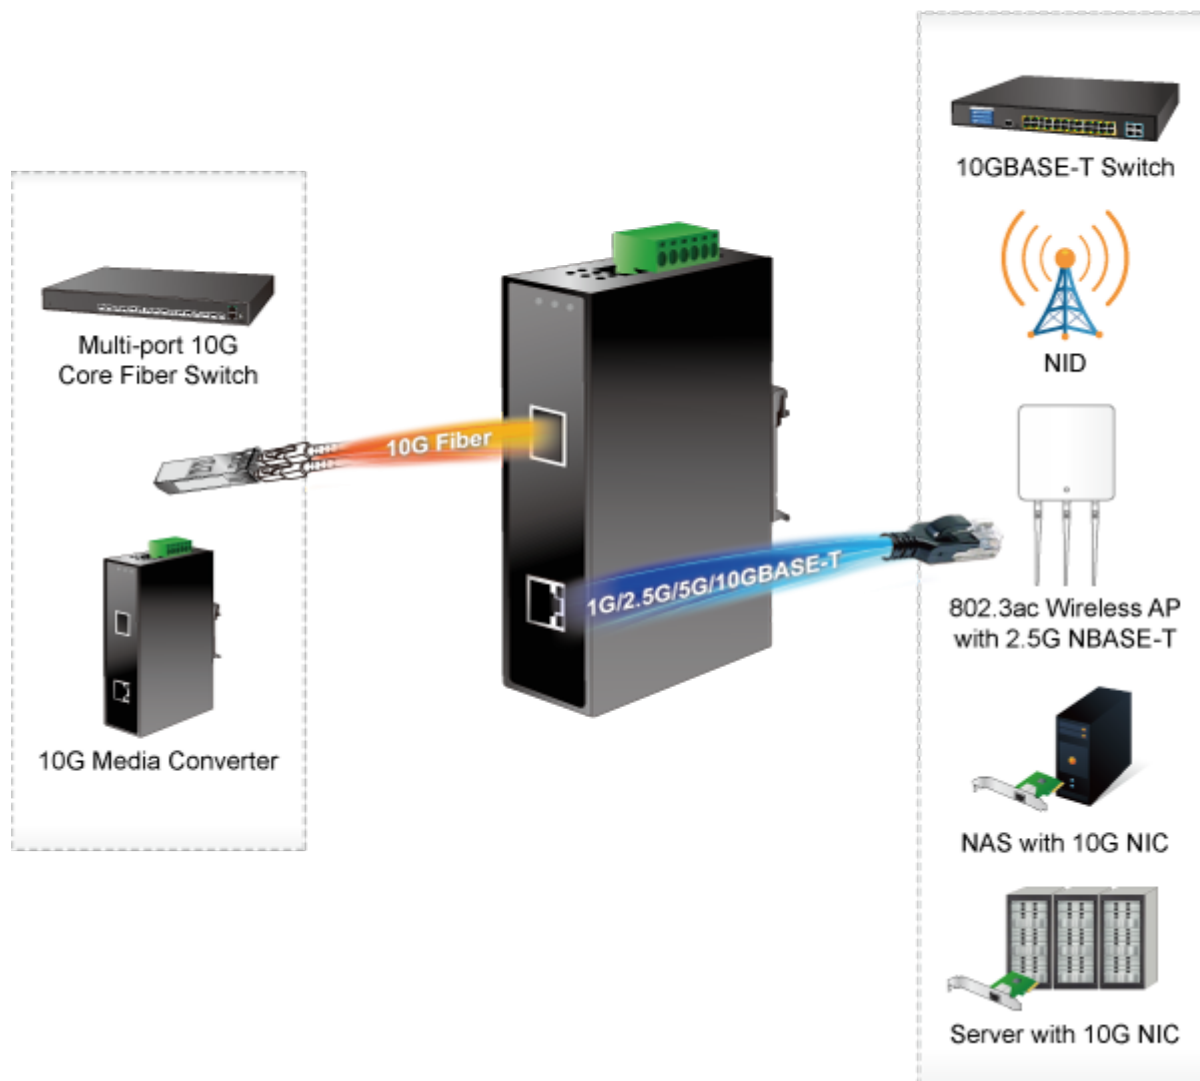 Multi-port 10G
Core Fiber Switch
10G Fiber
10G Media Converter
1G/2.5G/5G/10GBASE-T
10GBASE-T Switch
NID
802.3ac Wireless AP
with 2.5G NBASE-T
NAS with 10G NIC
Server with 10G NIC